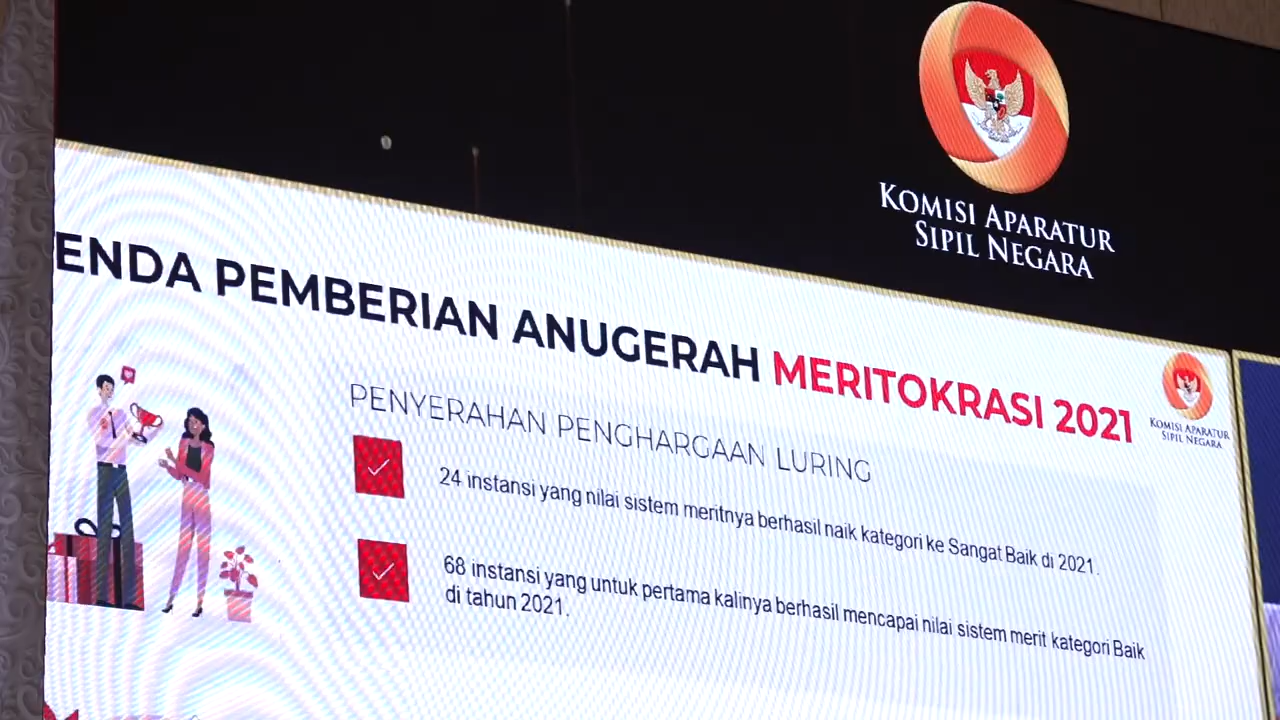 KOMISI APARATUR
SIPIL NEGARA
ENDA PEMBERIAN ANUGERAH MERITOKRASI 2021
KOMISI APARATUR
SIPIL NEGARA
PENYERAHAN PENGHARGAAN LURING
24 instansi yang nilai sistem meritnya berhasil naik kategori ke Sangat Baik di 2021.
68 instansi yang untuk pertama kalinya berhasil mencapai nilai sistem merit kategori Baik
di tahun 2021.